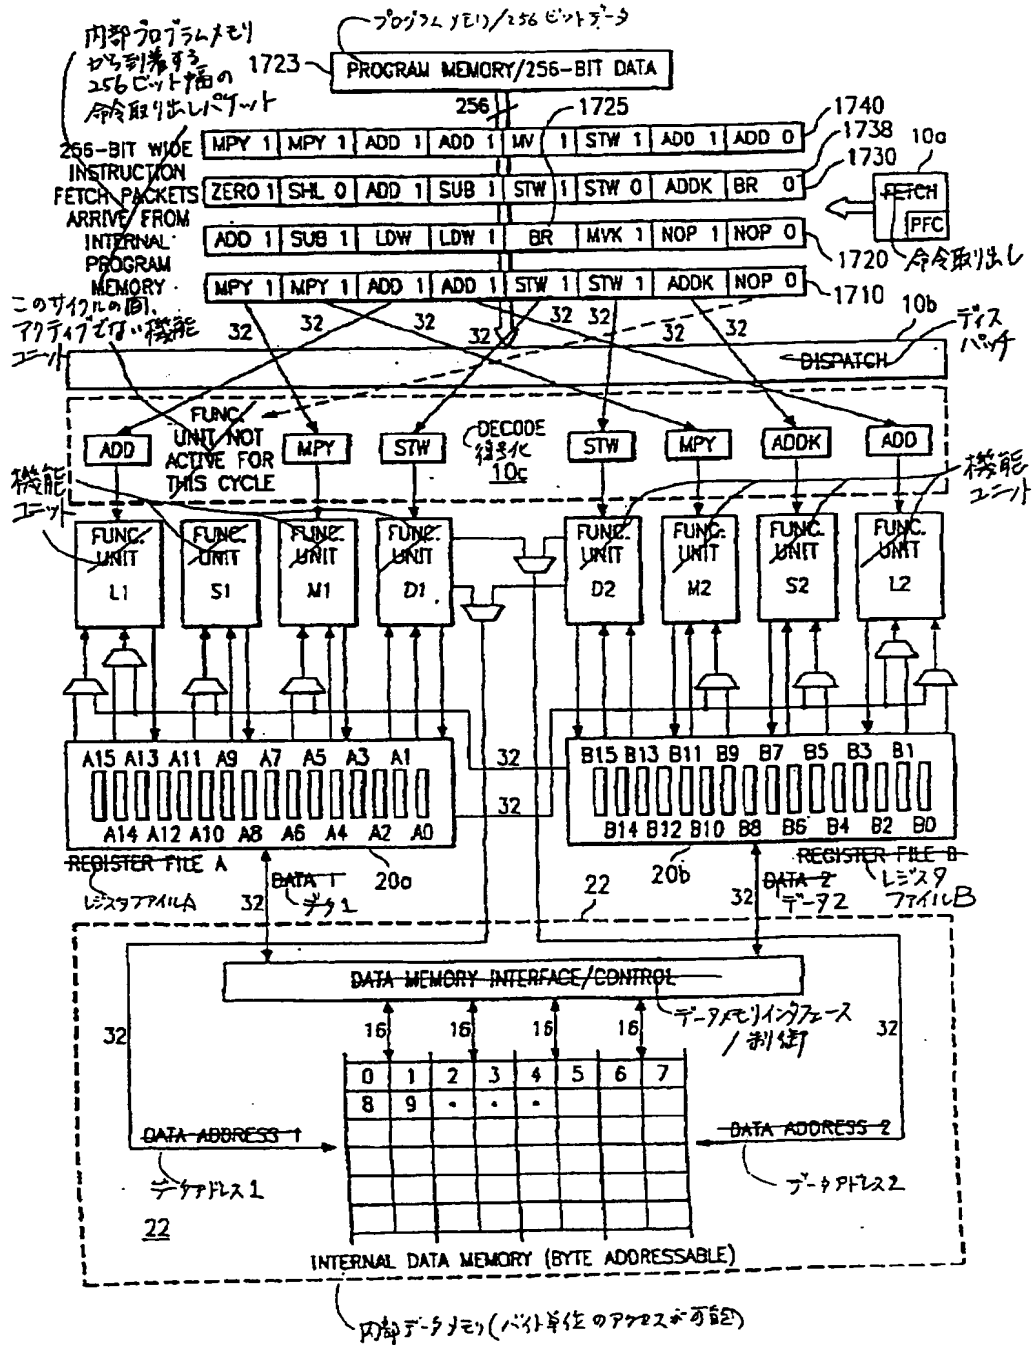 プログラムメモリ/256ビットデータ
内部プログラムメモリ
から到着する
256ビット幅の
命令取り出しパケット
1723
PROGRAM MEMORY/256-BIT DATA
256
1725
1740
MPY 1 MPY 1 ADD 1 ADD 1 MV 1 STW 1 ADD 1 ADD 0
1738
256-BIT WIDE
INSTRUCTION
FETCH PACKETS
ARRIVE FROM
INTERNAL
PROGRAM
MEMORY
ZERO 1 SHL 0 ADD 1 SUB 1 STW 1 STW 0 ADDK BR 0
1730
10a
FETCH
PFC
命令取り出し
ADD 1 SUB 1 LDW LDW 1 BR MVK 1 NOP 1 NOP 0
1720
MPY 1 MPY 1 ADD 1 ADD 1 STW 1 STW 1 ADDK NOP 0
1710
このサイクルの間、
アクティブでない機能
ユニット
32 32 32 32 32 32 32 32
10b
DISPATCH
ディス
パッチ
FUNC.
UNIT NOT
ACTIVE FOR
THIS CYCLE
ADD MPY STW
DECODE
復号化
10c
STW MPY ADDK ADD
機能
ユニット
機能
ユニット
FUNC. UNIT L1
FUNC. UNIT S1
FUNC. UNIT M1
FUNC. UNIT D1
FUNC. UNIT D2
FUNC. UNIT M2
FUNC. UNIT S2
FUNC. UNIT L2
A15 A13 A11 A9 A7 A5 A3 A1
A14 A12 A10 A8 A6 A4 A2 A0
32
32
B15 B13 B11 B9 B7 B5 B3 B1
B14 B12 B10 B8 B6 B4 B2 B0
REGISTER FILE A
レジスタファイルA
20a
DATA 1
データ1
32
20b
DATA 2
データ2
32
REGISTER FILE B
レジスタ
ファイルB
22
DATA MEMORY INTERFACE/CONTROL
データメモリインタフェース
/制御
32
16 16 16 16
32
0 1 2 3 4 5 6 7
8 9 · · ·
DATA ADDRESS 1
データアドレス1
DATA ADDRESS 2
データアドレス2
22
INTERNAL DATA MEMORY (BYTE ADDRESSABLE)
内部データメモリ(バイト単位のアクセスが可能)